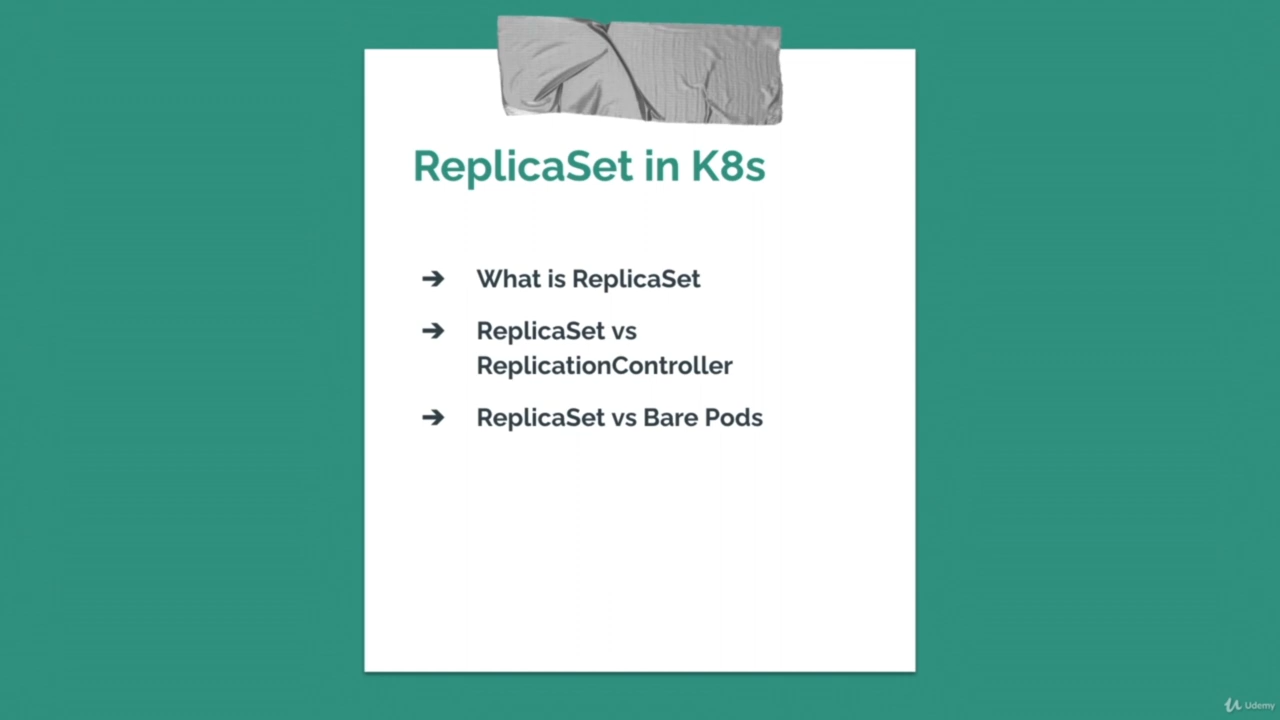 ReplicaSet in K8s
➔ What is ReplicaSet
➔ ReplicaSet vs
ReplicationController
➔ ReplicaSet vs Bare Pods
Udemy